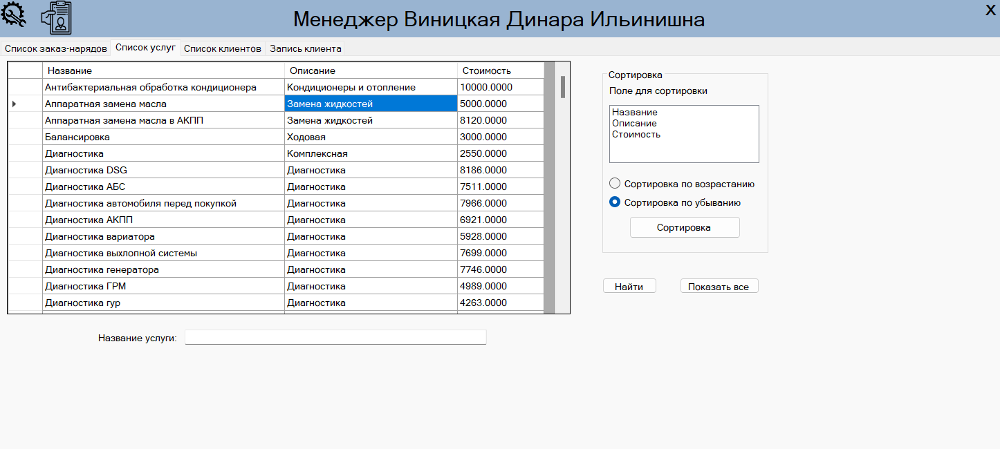 Менеджер Виницкая Динара Ильинишна X
Список заказ-нарядов Список услуг Список клиентов Запись клиента
Название Описание Стоимость
Антибактериальная обработка кондиционера Кондиционеры и отопление 10000.0000
Аппаратная замена масла Замена жидкостей 5000.0000
Аппаратная замена масла в АКПП Замена жидкостей 8120.0000
Балансировка Ходовая 3000.0000
Диагностика Комплексная 2550.0000
Диагностика DSG Диагностика 8186.0000
Диагностика АБС Диагностика 7511.0000
Диагностика автомобиля перед покупкой Диагностика 7966.0000
Диагностика АКПП Диагностика 6921.0000
Диагностика вариатора Диагностика 5928.0000
Диагностика выхлопной системы Диагностика 7699.0000
Диагностика генератора Диагностика 7746.0000
Диагностика ГРМ Диагностика 4989.0000
Диагностика гур Диагностика 4263.0000
Название услуги:
Сортировка
Поле для сортировки
Название
Описание
Стоимость
Сортировка по возрастанию
Сортировка по убыванию
Сортировка
Найти Показать все